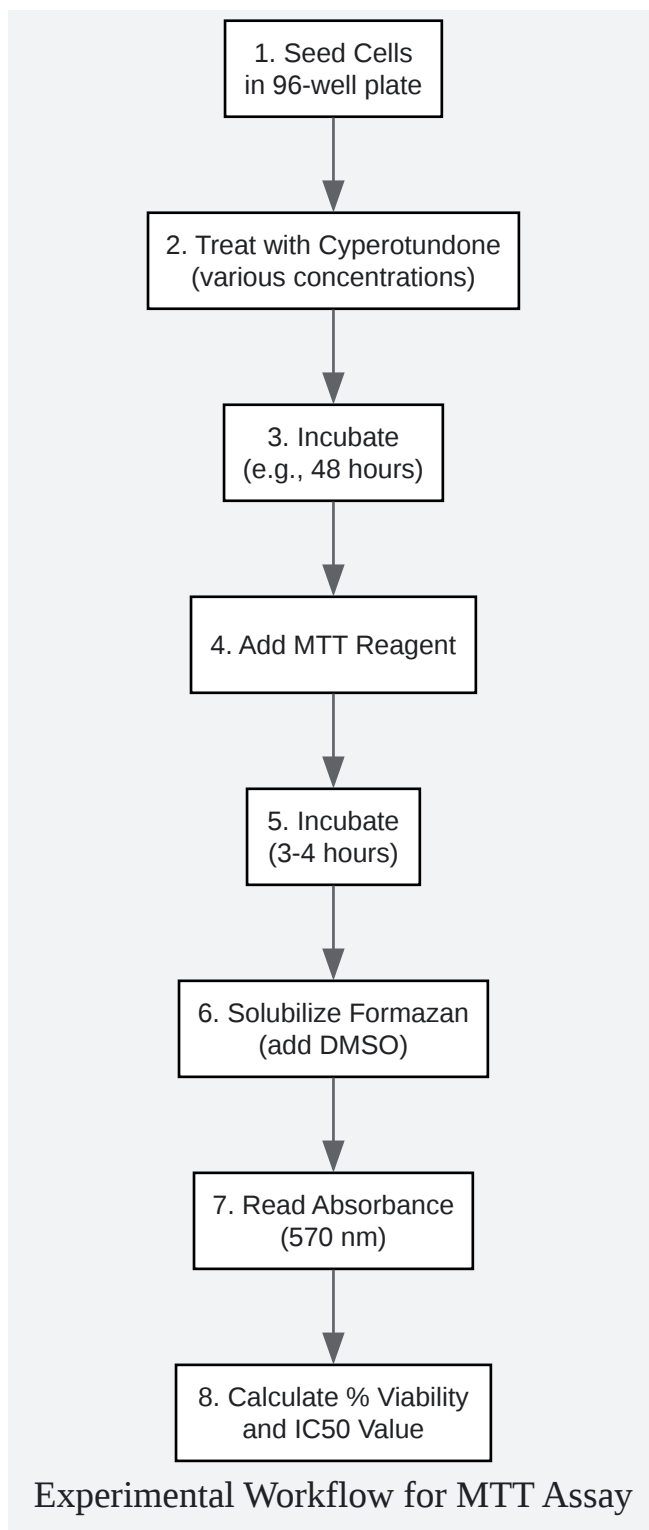 1. Seed Cells
in 96-well plate
2. Treat with Cyperotundone
(various concentrations)
3. Incubate
(e.g., 48 hours)
4. Add MTT Reagent
5. Incubate
(3-4 hours)
6. Solubilize Formazan
(add DMSO)
7. Read Absorbance
(570 nm)
8. Calculate % Viability
and IC50 Value
Experimental Workflow for MTT Assay